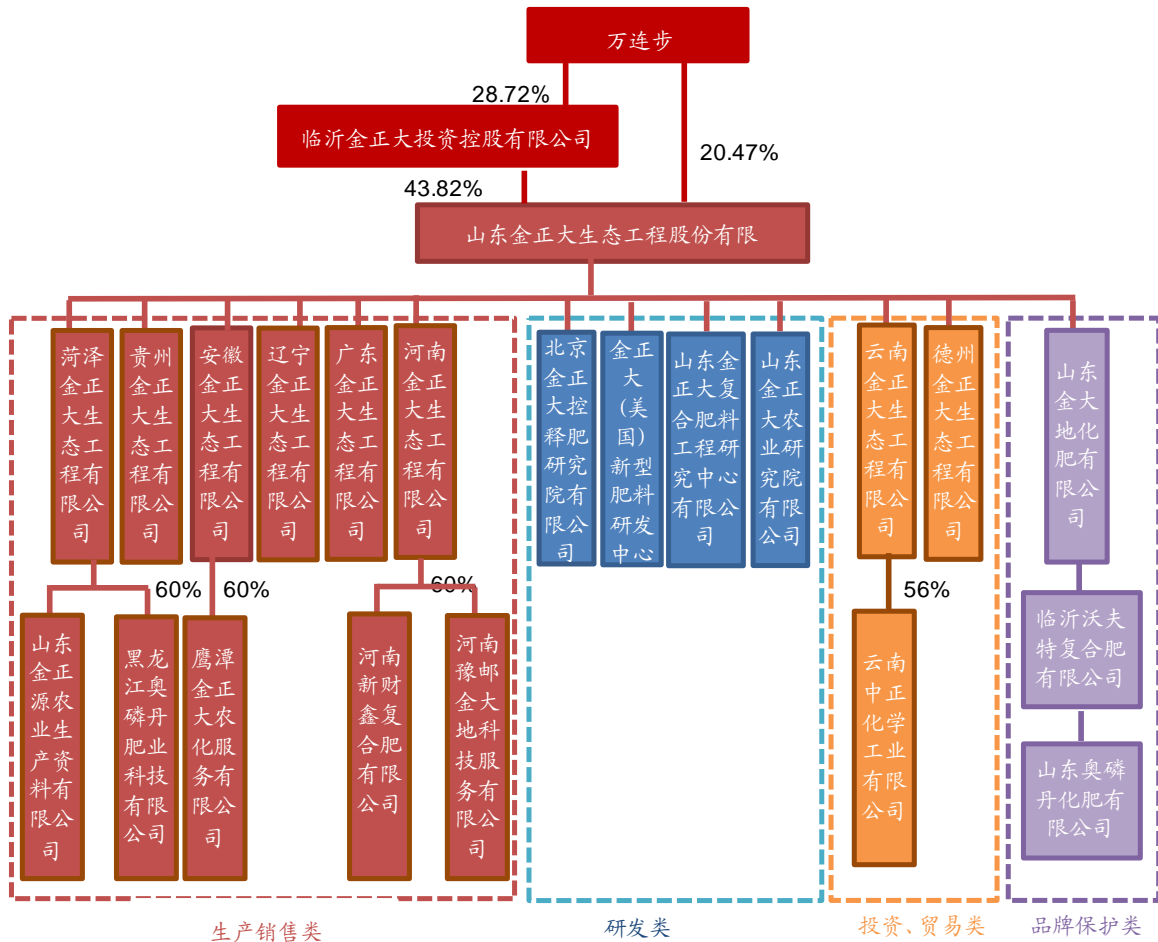 万连步
28.72%
临沂金正大投资控股有限公司
20.47%
43.82%
山东金正大生态工程股份有限
菏泽
金正
大生
态工
程有
限公
司
贵州
金正
大生
态工
程有
限公
司
安徽
金正
大生
态工
程有
限公
司
辽宁
金正
大生
态工
程有
限公
司
广东
金正
大生
态工
程有
限公
司
河南
金正
大生
态工
程有
限公
司
北京
金正
大控
释肥
研究
院有
限公
司
金正
大
(美
国)
新型
肥料
研发
中心
山东金
正大复
合肥料
工程研
究中心
有限公
司
山东
金正
大农
业研
究院
有限
公司
云南
金正
大生
态工
程有
限公
司
德州
金正
大生
态工
程有
限公
司
山东
金大
地化
肥有
限公
司
60%
60%
60%
56%
山东
金正
源农
业生
产资
料有
限公
司
黑龙
江奥
磷丹
肥业
科技
有限
公司
鹰潭
金正
大农
化服
务有
限公
司
河南
新财
鑫复
合肥
有限
公司
河南
豫邮
金大
地科
技服
务有
限公
司
云南
中正
化学
工业
有限
公司
临沂沃夫
特复合肥
有限公司
山东奥磷
丹化肥有
限公司
生产销售类
研发类
投资、贸易类
品牌保护类